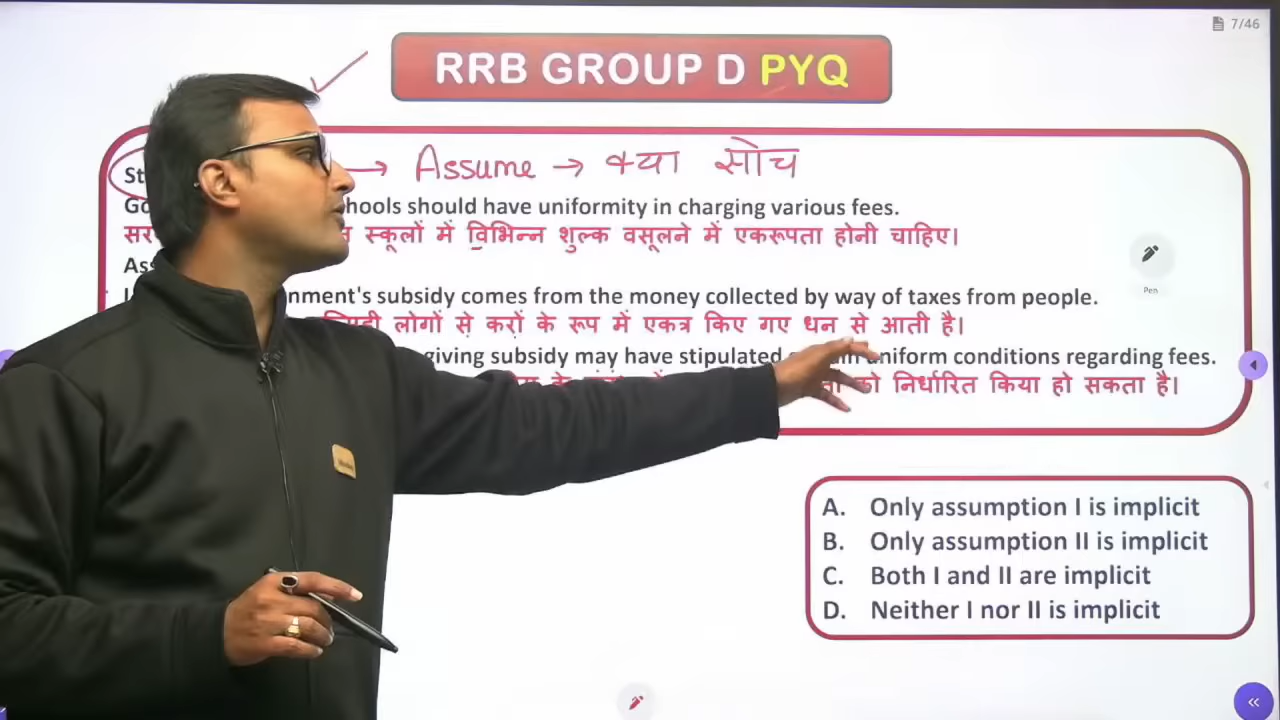 7/46
RRB GROUP D PYQ
St → Assume → क्या सोच
hools should have uniformity in charging various fees.
सर स्कूलों में विभिन्न शुल्क वसूलने में एकरूपता होनी चाहिए।
Ass
nment's subsidy comes from the money collected by way of taxes from people.
लोगों से करों के रूप में एकत्र किए गए धन से आती है।
giving subsidy may have stipulated uniform conditions regarding fees.
को निर्धारित किया हो सकता है।
Pen
A. Only assumption I is implicit
B. Only assumption II is implicit
C. Both I and II are implicit
D. Neither I nor II is implicit